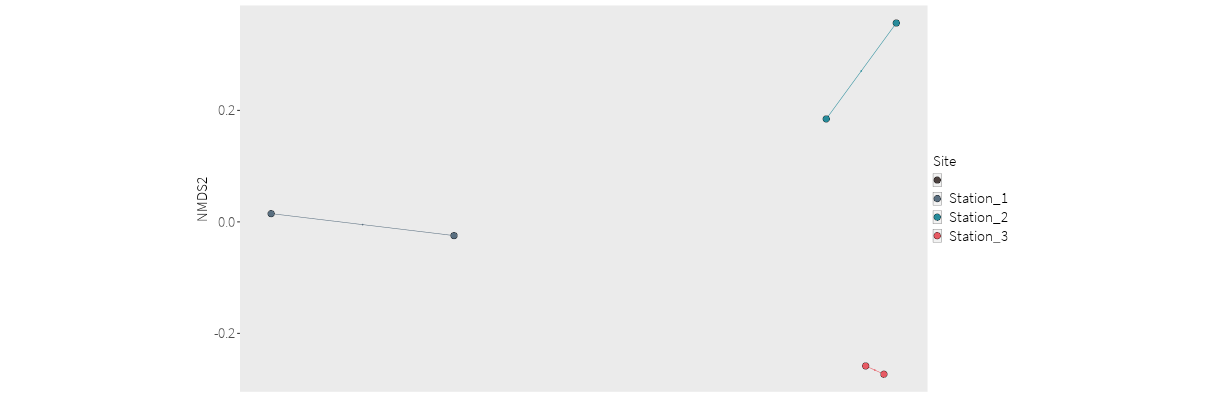 0.2
0.0
-0.2
NMDS2
Site
Station_1
Station_2
Station_3